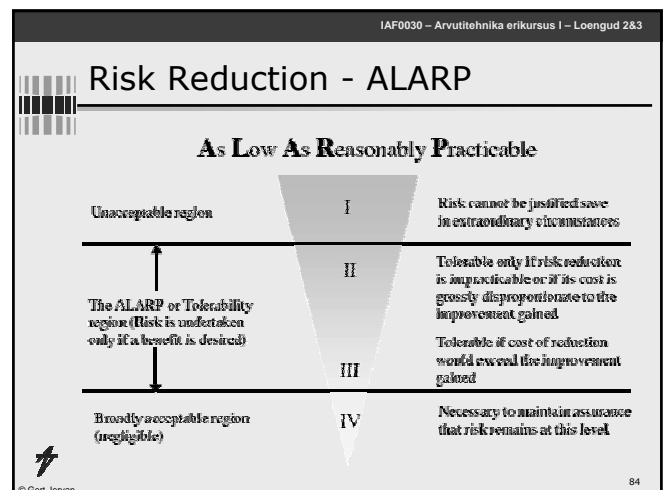 IAF0030 – Arvutitehnika erikursus I – Loengud 2&3
Risk Reduction - ALARP
As Low As Reasonably Practicable
Unacceptable region
I
Risk cannot be justified save
in extraordinary circumstances
The ALARP or Tolerability
region (Risk is undertaken
only if a benefit is desired)
II
Tolerable only if risk reduction
is impracticable or if its cost is
grossly disproportionate to the
improvement gained
III
Tolerable if cost of reduction
would exceed the improvement
gained
Broadly acceptable region
(negligible)
IV
Necessary to maintain assurance
that risk remains at this level
84
© Gert Jervan